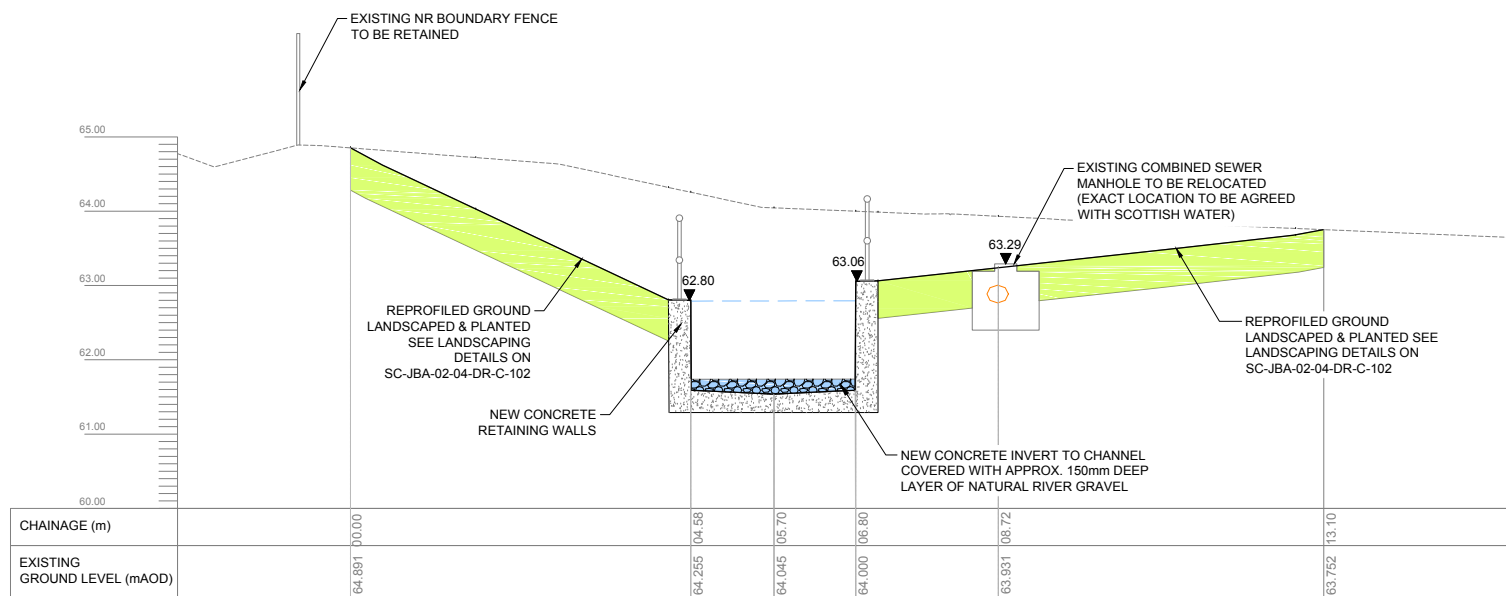 EXISTING NR BOUNDARY FENCE
TO BE RETAINED
65.00
64.00
63.00
62.00
61.00
60.00
EXISTING COMBINED SEWER
MANHOLE TO BE RELOCATED
(EXACT LOCATION TO BE AGREED
WITH SCOTTISH WATER)
62.80
63.06
63.29
REPROFILED GROUND
LANDSCAPED & PLANTED
SEE LANDSCAPING
DETAILS ON
SC-JBA-02-04-DR-C-102
REPROFILED GROUND
LANDSCAPED & PLANTED SEE
LANDSCAPING DETAILS ON
SC-JBA-02-04-DR-C-102
NEW CONCRETE
RETAINING WALLS
NEW CONCRETE INVERT TO CHANNEL
COVERED WITH APPROX. 150mm DEEP
LAYER OF NATURAL RIVER GRAVEL
CHAINAGE (m)
00.00
04.58
05.70
06.80
08.72
13.10
EXISTING
GROUND LEVEL (mAOD)
64.891
64.255
64.045
64.000
63.931
63.752